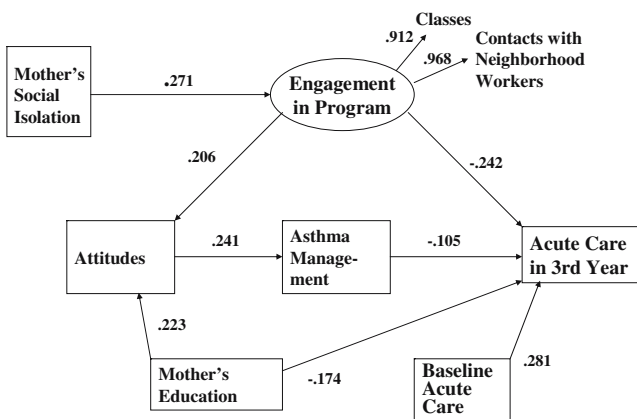 Classes
.912
Contacts with
Neighborhood
Workers
.968
Mother's
Social
Isolation
.271
Engagement
in Program
.206
-.242
Attitudes
.241
Asthma
Manage-
ment
-.105
Acute Care
in 3rd Year
.223
Mother's
Education
-.174
Baseline
Acute
Care
.281